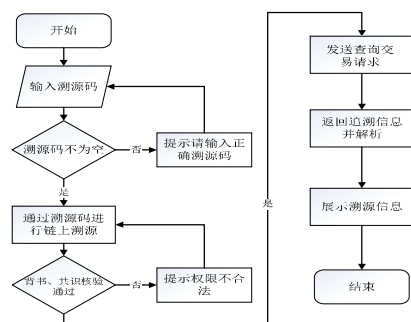 开始
输入溯源码
溯源码不为空
否
提示请输入正
确溯源码
是
通过溯源码进
行链上溯源
背书、共识核验
通过
否
提示权限不合
法
是
发送查询交
易请求
返回追溯信息
并解析
展示溯源信息
结束